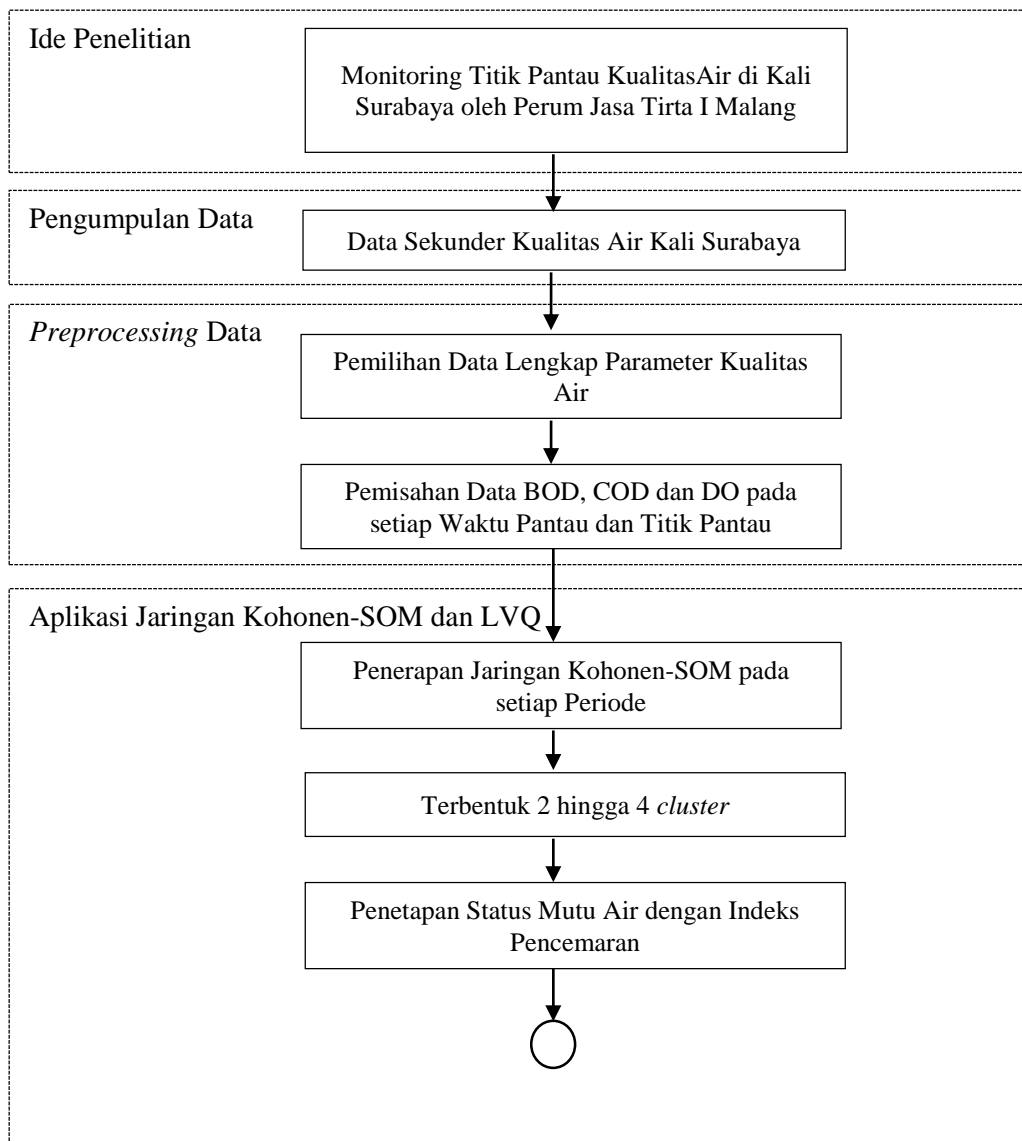 Ide Penelitian
Monitoring Titik Pantau KualitasAir di Kali
Surabaya oleh Perum Jasa Tirta I Malang
Pengumpulan Data
Data Sekunder Kualitas Air Kali Surabaya
Preprocessing Data
Pemilihan Data Lengkap Parameter Kualitas
Air
Pemisahan Data BOD, COD dan DO pada
setiap Waktu Pantau dan Titik Pantau
Aplikasi Jaringan Kohonen-SOM dan LVQ
Penerapan Jaringan Kohonen-SOM pada
setiap Periode
Terbentuk 2 hingga 4 cluster
Penetapan Status Mutu Air dengan Indeks
Pencemaran